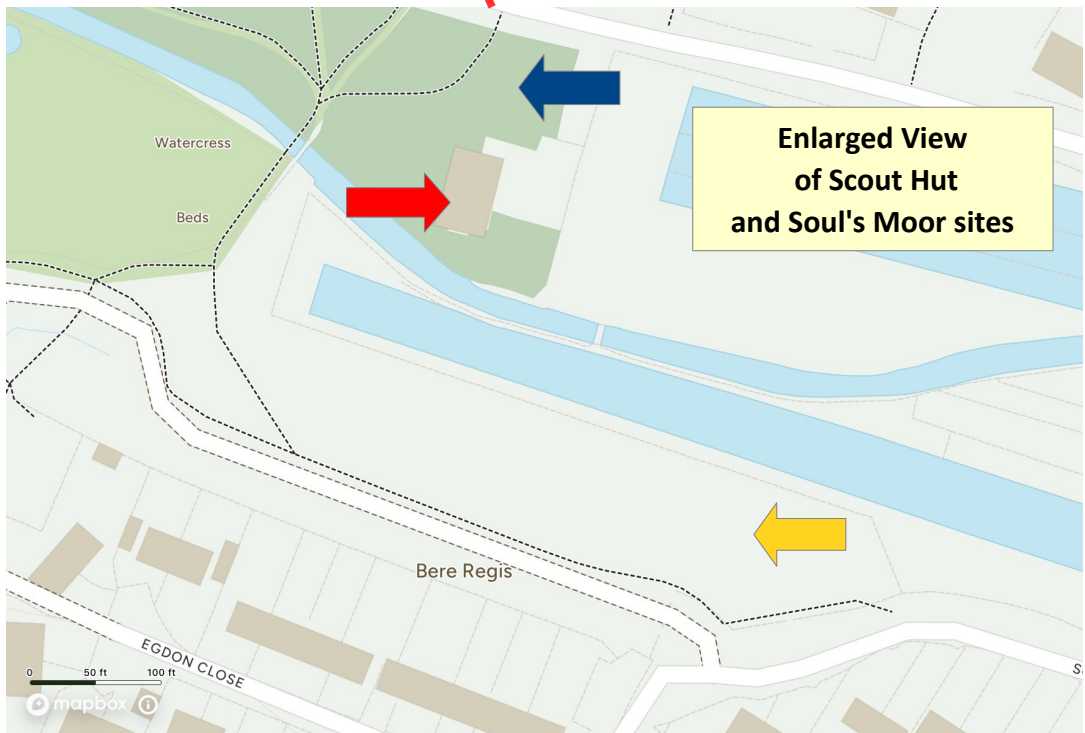 Enlarged View
of Scout Hut
and Soul's Moor sites
Watercress
Beds
Bere Regis
EGDON CLOSE
0 50 ft 100 ft
mapbox